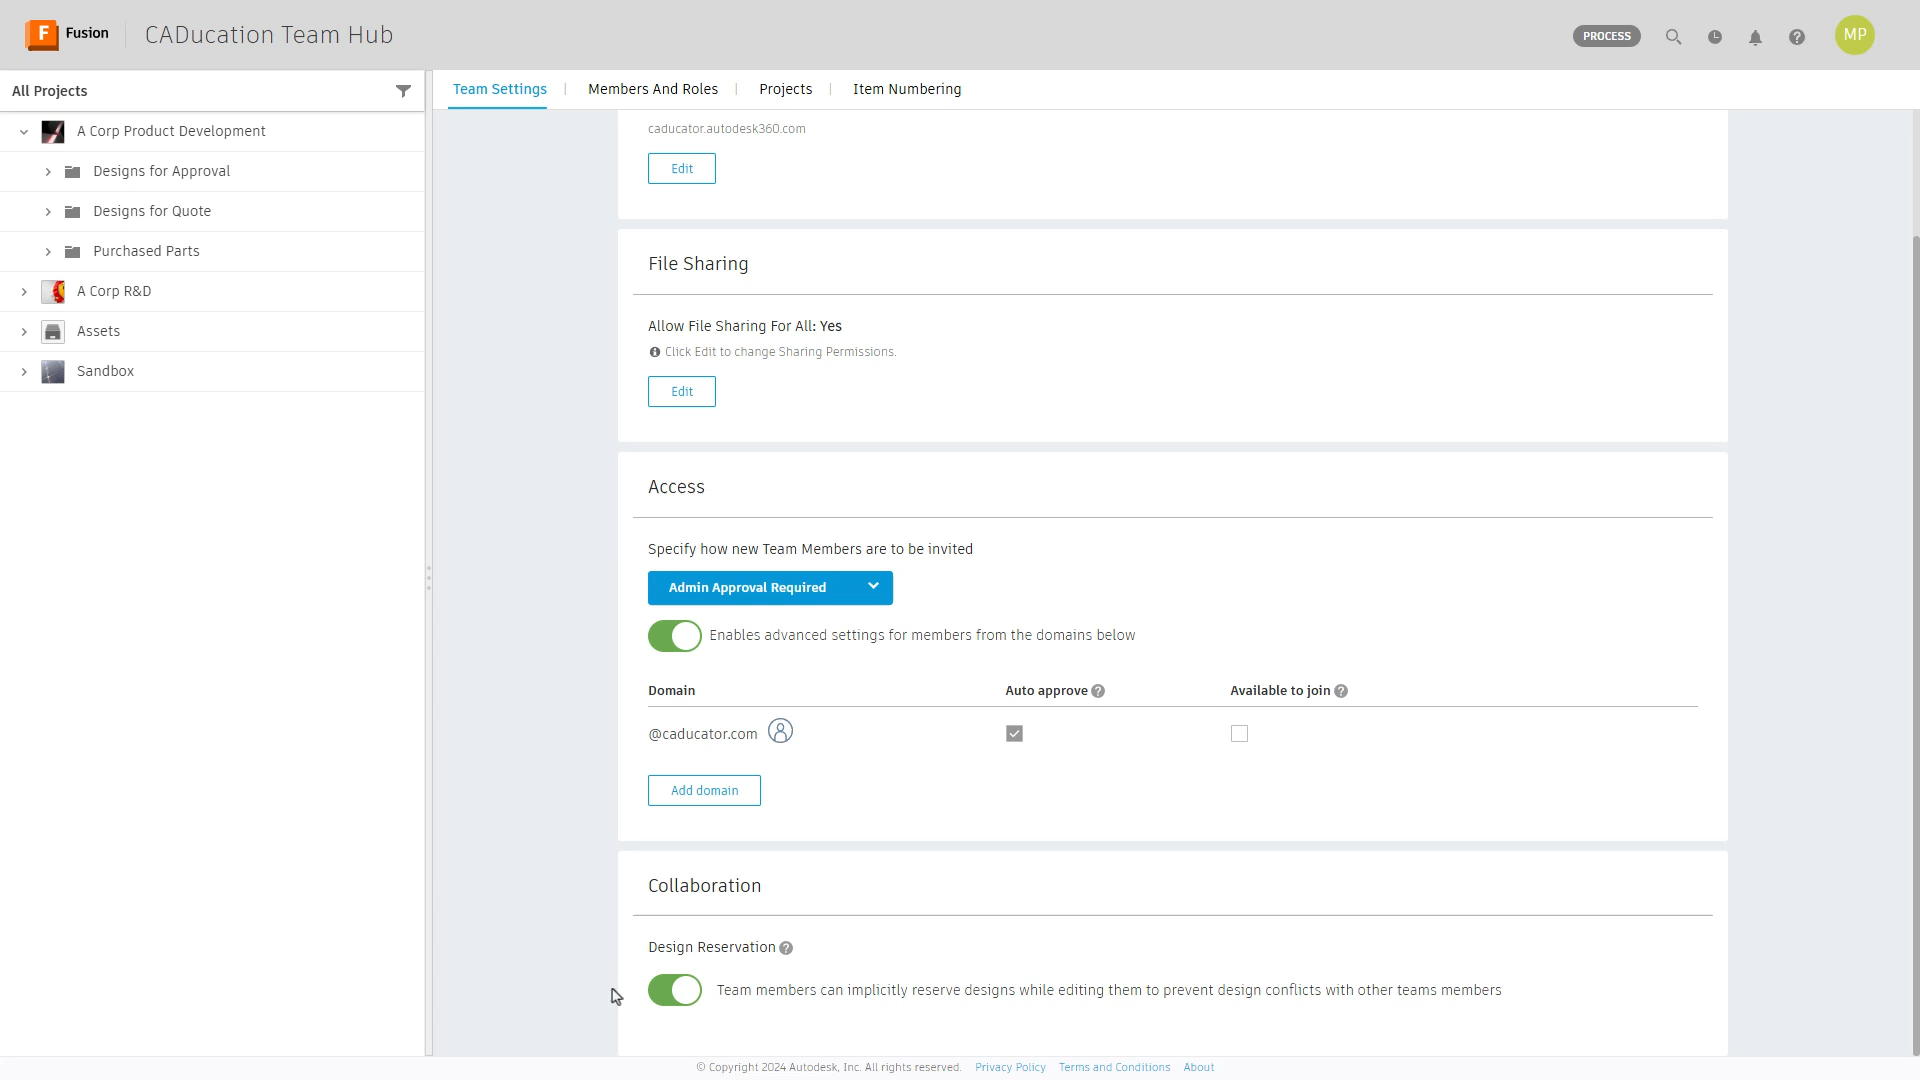 F Fusion CADucation Team Hub PROCESS MP
All Projects
A Corp Product Development
Designs for Approval
Designs for Quote
Purchased Parts
A Corp R&D
Assets
Sandbox
Team Settings | Members And Roles | Projects | Item Numbering
caducator.autodesk360.com
Edit
File Sharing
Allow File Sharing For All: Yes
Click Edit to change Sharing Permissions.
Edit
Access
Specify how new Team Members are to be invited
Admin Approval Required
Enables advanced settings for members from the domains below
Domain Auto approve ? Available to join ?
@caducator.com
Add domain
Collaboration
Design Reservation ?
Team members can implicitly reserve designs while editing them to prevent design conflicts with other teams members
© Copyright 2024 Autodesk, Inc. All rights reserved. Privacy Policy Terms and Conditions About